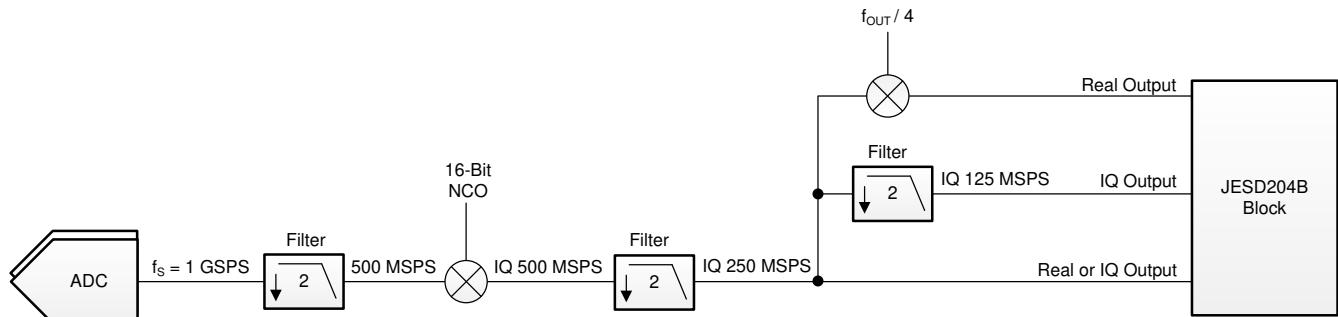 f_OUT / 4
Real Output
Filter
2
IQ 125 MSPS
IQ Output
JESD204B
Block
16-Bit
NCO
ADC
f_S = 1 GSPS
Filter
2
500 MSPS
IQ 500 MSPS
Filter
2
IQ 250 MSPS
Real or IQ Output